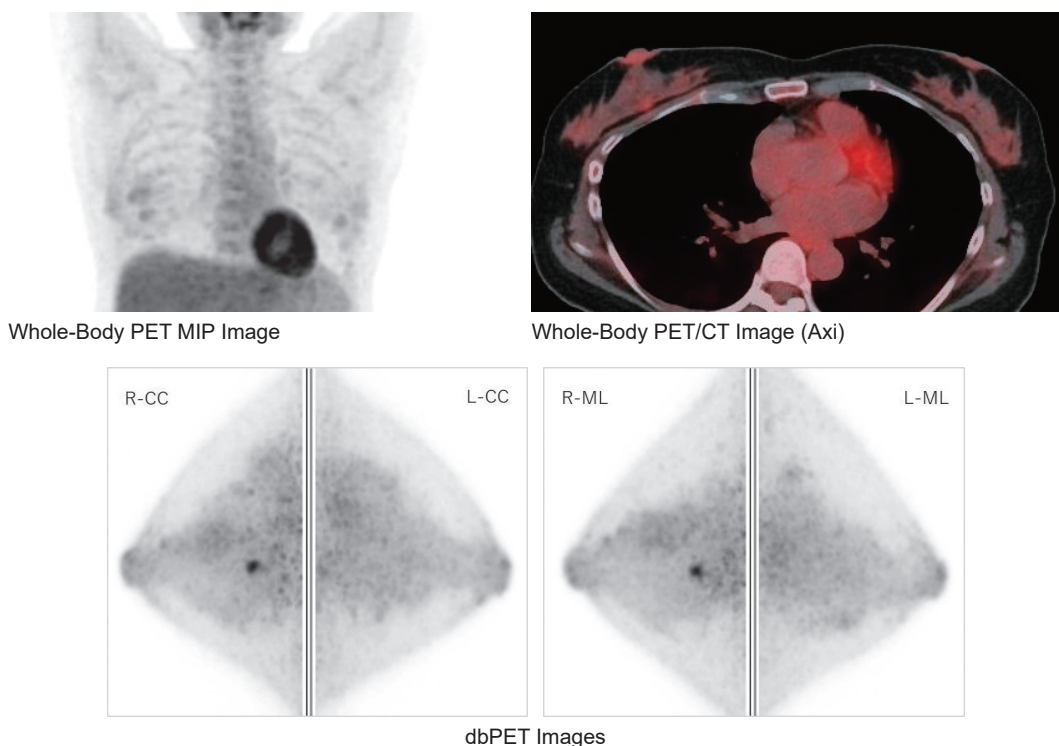 Whole-Body PET MIP Image
Whole-Body PET/CT Image (Axi)
R-CC
L-CC
R-ML
L-ML
dbPET Images